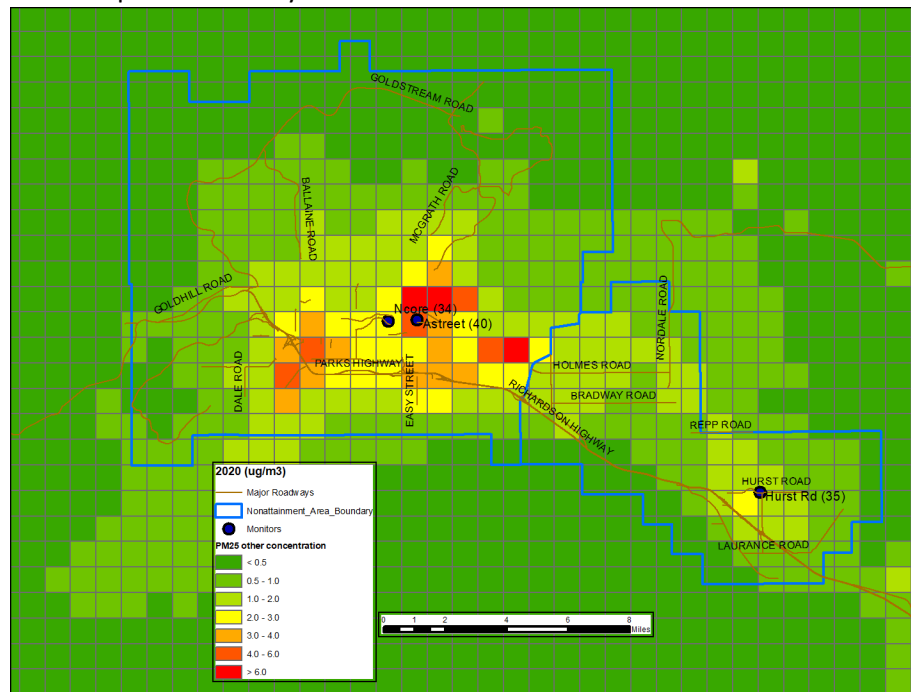 GOLDSTREAM ROAD
BALLAINE ROAD
MCGRATH ROAD
GOLDHILL ROAD
NORDALE ROAD
Ncore (34)
Astreet (40)
DALE ROAD
PARKS HIGHWAY
EASY STREET
HOLMES ROAD
RICHARDSON HIGHWAY
BRADWAY ROAD
REPP ROAD
HURST ROAD
Hurst Rd (35)
LAURANCE ROAD
2020 (ug/m3)
Major Roadways
Nonattainment_Area_Boundary
Monitors
PM25 other concentration
< 0.5
0.5 - 1.0
1.0 - 2.0
2.0 - 3.0
3.0 - 4.0
4.0 - 6.0
> 6.0
0 1 2 4 6 8
Miles